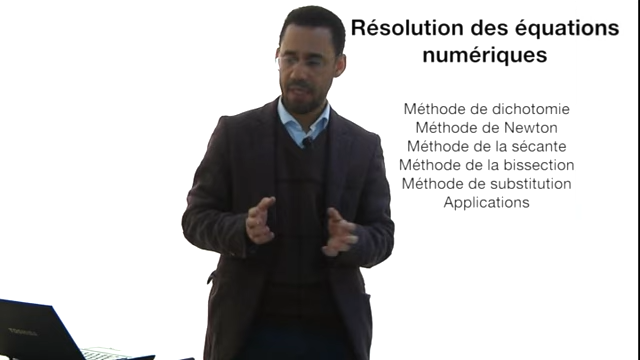 Résolution des équations
numériques
Méthode de dichotomie
Méthode de Newton
Méthode de la sécante
Méthode de la bissection
Méthode de substitution
Applications
TOSHIBA